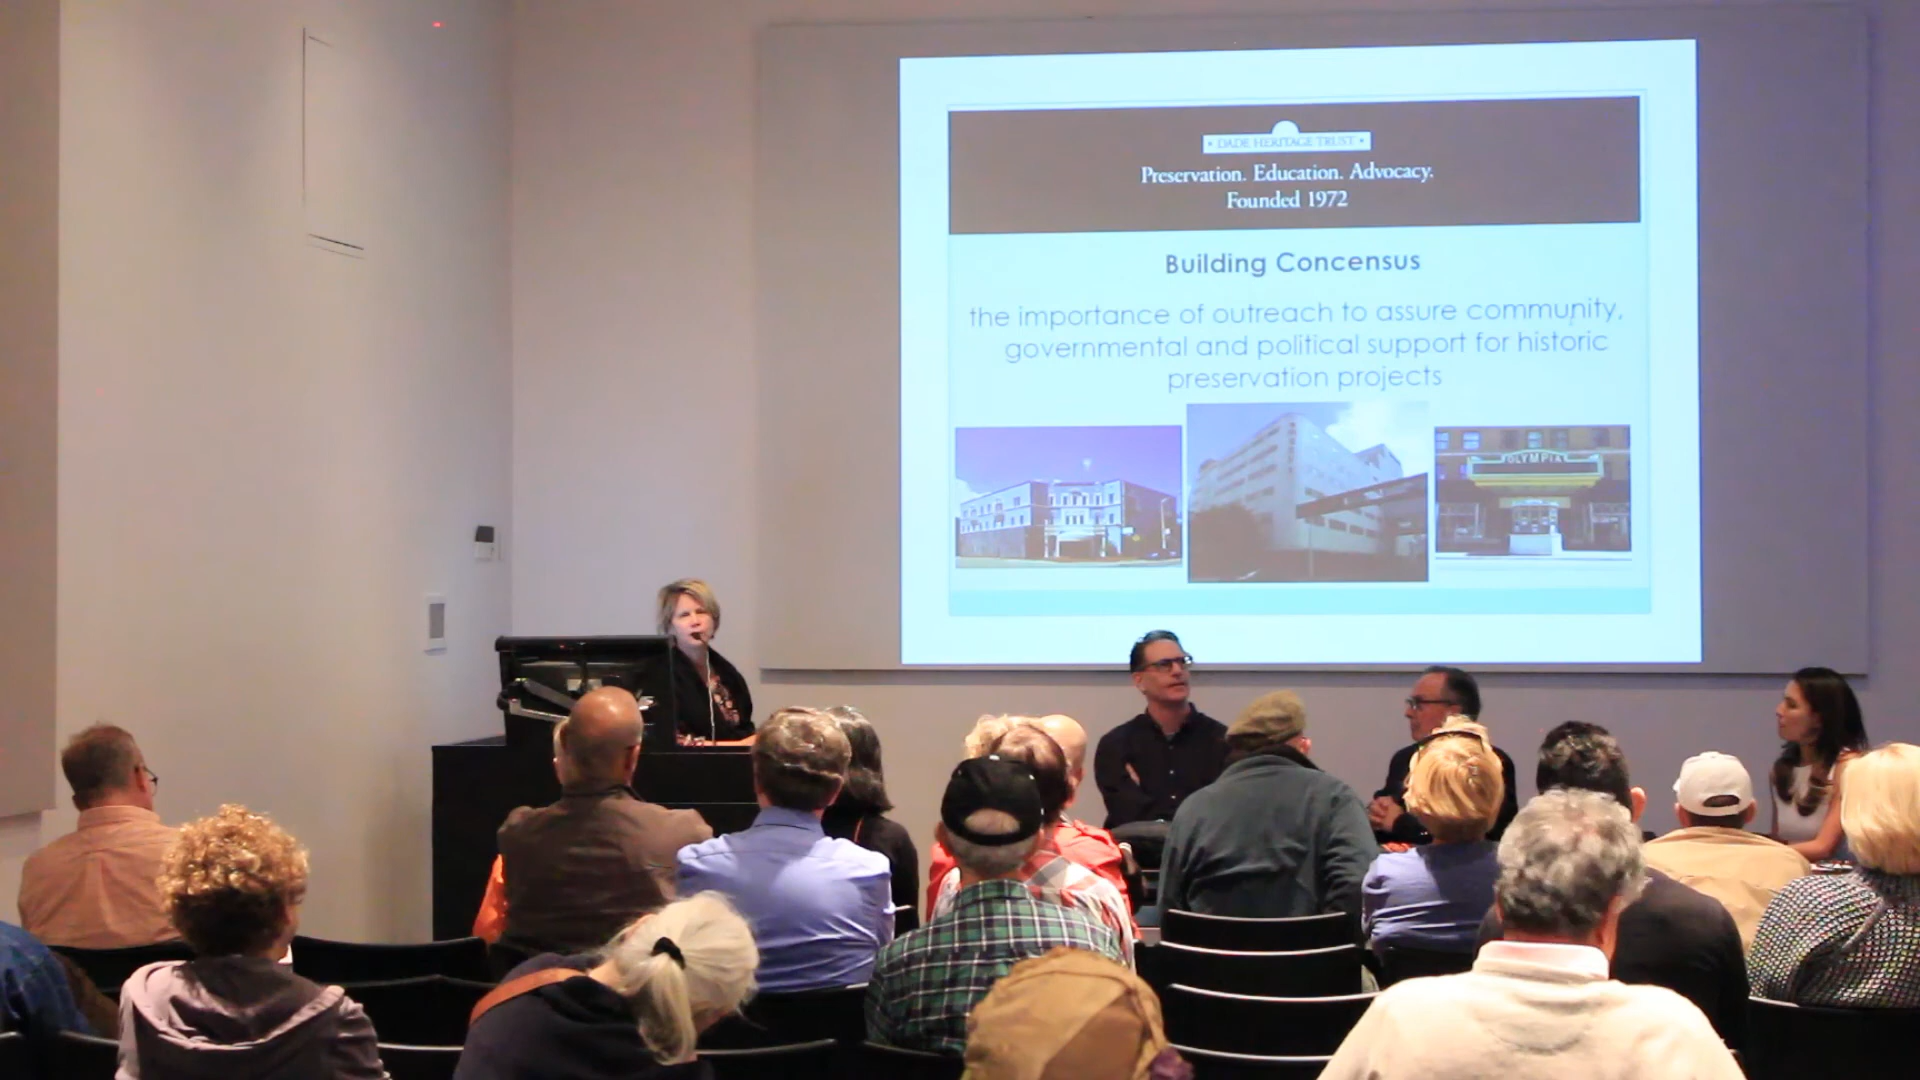 • DADE HERITAGE TRUST •
Preservation. Education. Advocacy.
Founded 1972
Building Concensus
the importance of outreach to assure community,
governmental and political support for historic
preservation projects
OLYMPIA